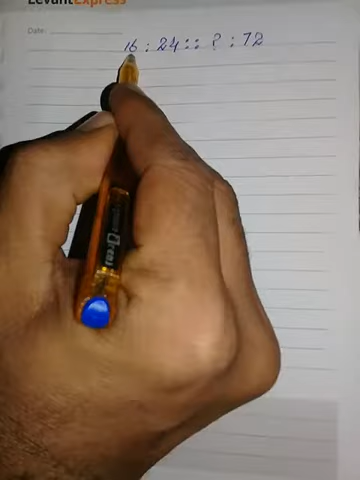 LevantExpress
Date:
16 : 24 :: ? : 72